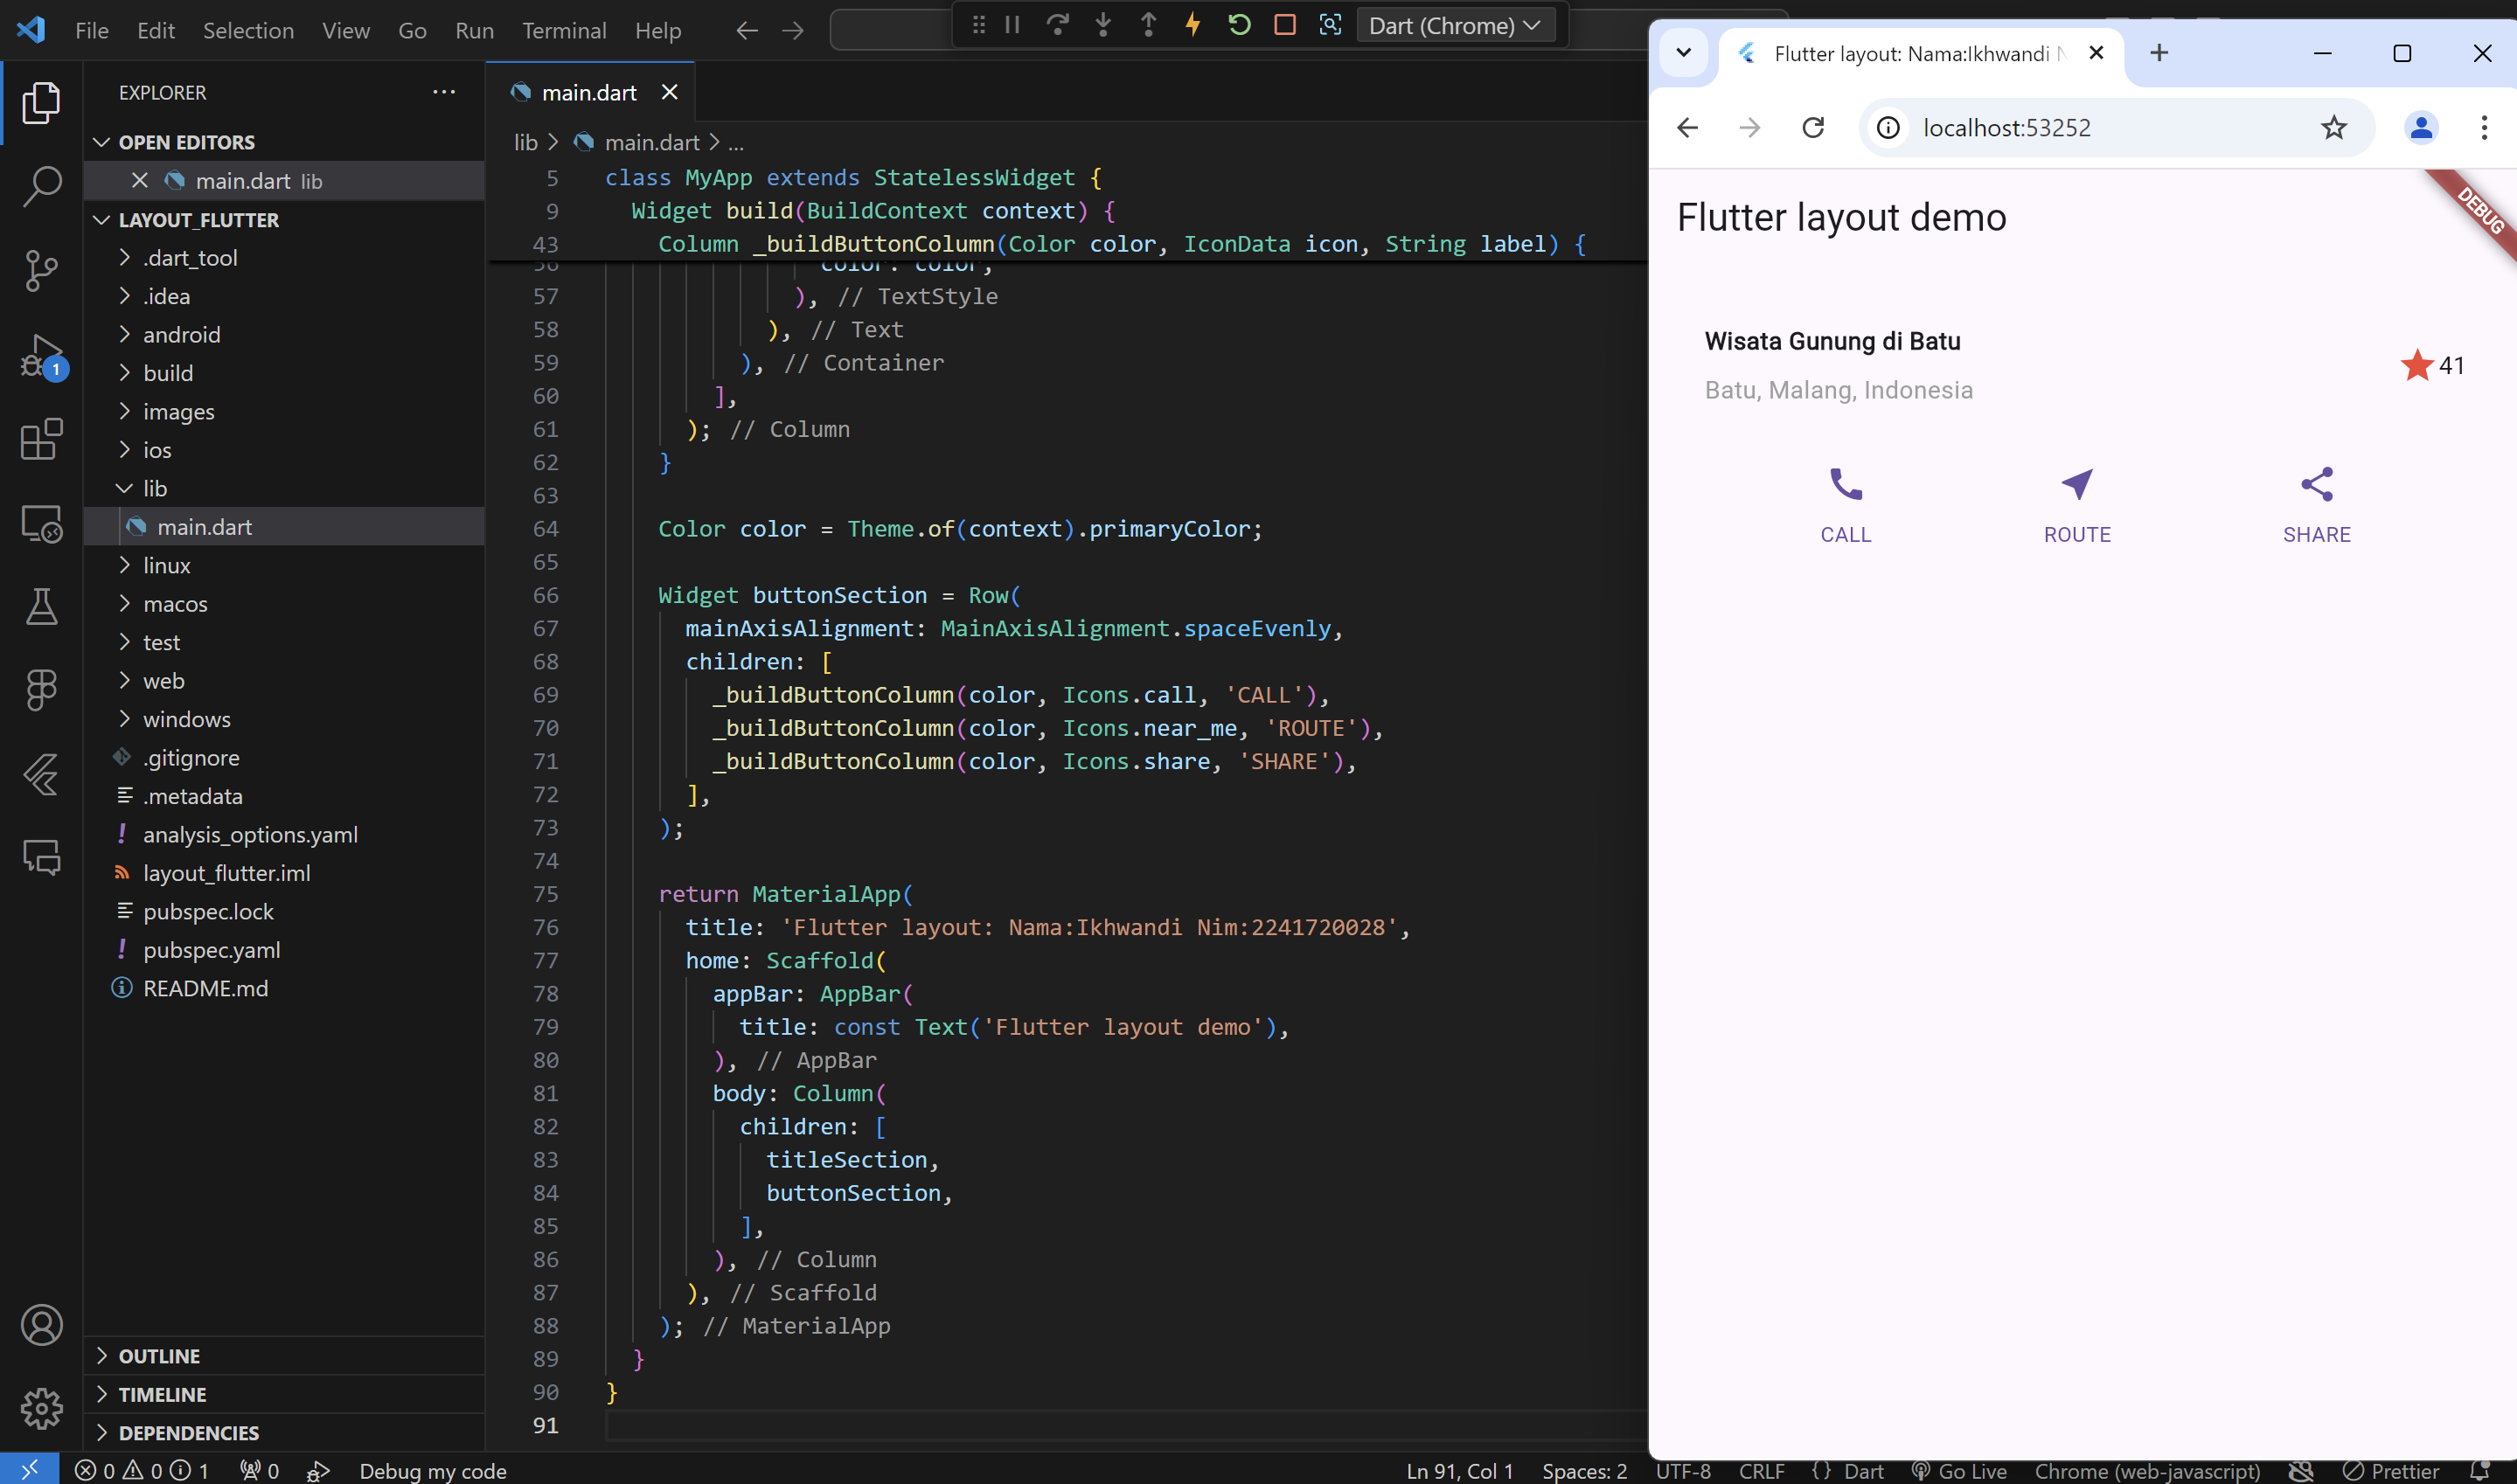 File Edit Selection View Go Run Terminal Help
Dart (Chrome)
EXPLORER
OPEN EDITORS
main.dart lib
LAYOUT_FLUTTER
.dart_tool
.idea
android
build
images
ios
lib
main.dart
linux
macos
test
web
windows
.gitignore
.metadata
analysis_options.yaml
layout_flutter.iml
pubspec.lock
pubspec.yaml
README.md
OUTLINE
TIMELINE
DEPENDENCIES
1
main.dart
lib > main.dart > ...
5 class MyApp extends StatelessWidget {
9 Widget build(BuildContext context) {
43 Column _buildButtonColumn(Color color, IconData icon, String label) {
56 color: color,
57 ), // TextStyle
58 ), // Text
59 ), // Container
60 ],
61 ); // Column
62 }
63
64 Color color = Theme.of(context).primaryColor;
65
66 Widget buttonSection = Row(
67 mainAxisAlignment: MainAxisAlignment.spaceEvenly,
68 children: [
69 _buildButtonColumn(color, Icons.call, 'CALL'),
70 _buildButtonColumn(color, Icons.near_me, 'ROUTE'),
71 _buildButtonColumn(color, Icons.share, 'SHARE'),
72 ],
73 );
74
75 return MaterialApp(
76 title: 'Flutter layout: Nama:Ikhwandi Nim:2241720028',
77 home: Scaffold(
78 appBar: AppBar(
79 title: const Text('Flutter layout demo'),
80 ), // AppBar
81 body: Column(
82 children: [
83 titleSection,
84 buttonSection,
85 ],
86 ), // Column
87 ), // Scaffold
88 ); // MaterialApp
89 }
90 }
91
Flutter layout: Nama:Ikhwandi
localhost:53252
Flutter layout demo
DEBUG
Wisata Gunung di Batu
Batu, Malang, Indonesia
41
CALL ROUTE SHARE
0 0 1 0 Debug my code Ln 91, Col 1 Spaces: 2 UTF-8 CRLF {} Dart Go Live Chrome (web-javascript) Prettier